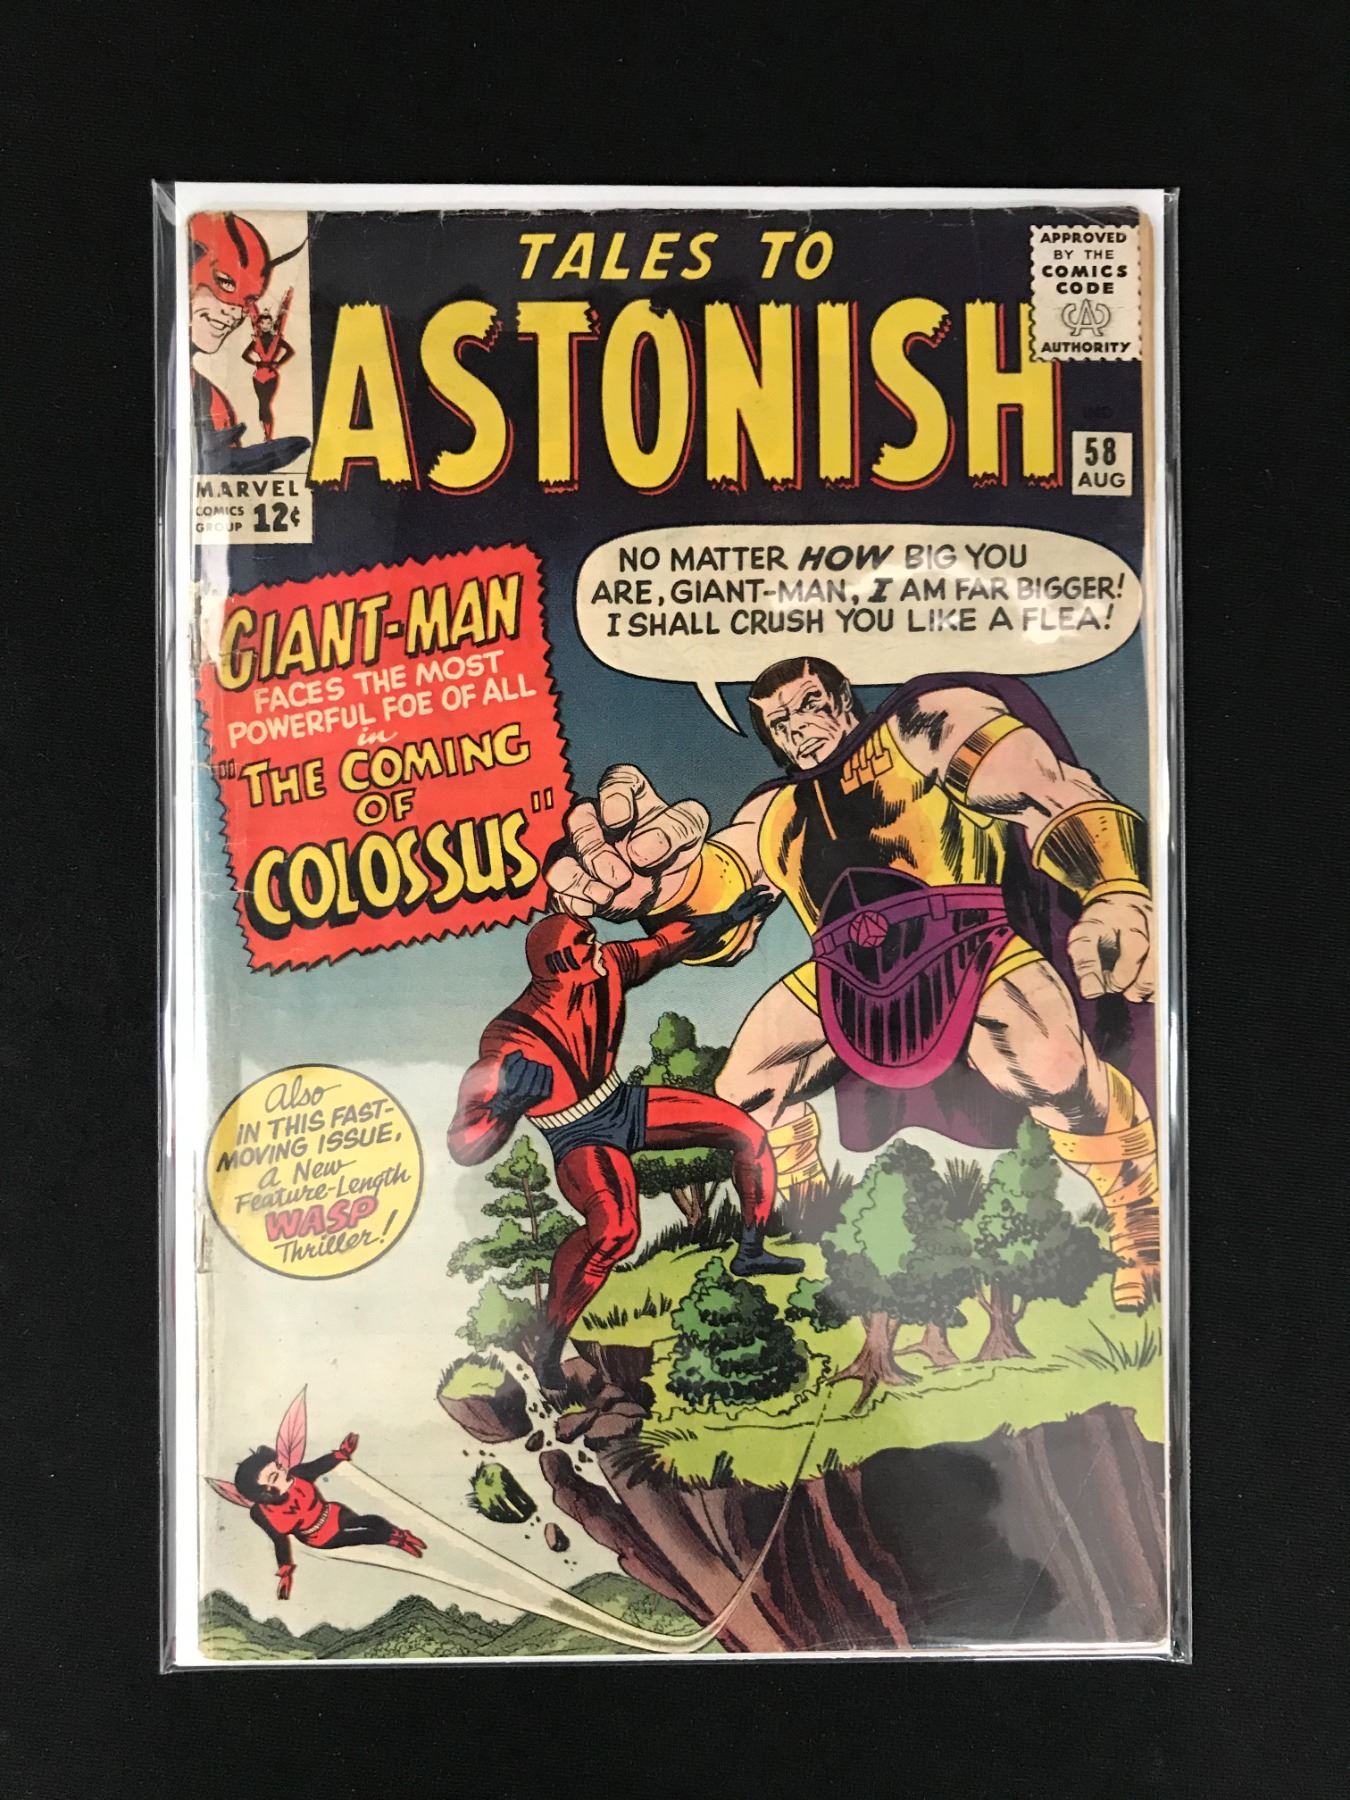 TALES TO
ASTONISH
APPROVED
BY THE
COMICS
CODE
CA
AUTHORITY
IND
58
AUG
MARVEL
COMICS
GROUP 12¢
NO MATTER HOW BIG YOU
ARE, GIANT-MAN, I AM FAR BIGGER!
I SHALL CRUSH YOU LIKE A FLEA!
GIANT-MAN
FACES THE MOST
POWERFUL FOE OF ALL
in
"THE COMING
OF
COLOSSUS"
Also
IN THIS FAST-
MOVING ISSUE,
a New
Feature-Length
WASP
Thriller!
W